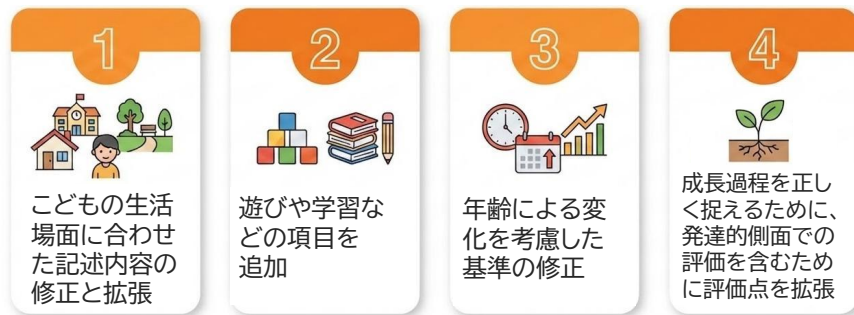 1
こどもの生活
場面に合わせ
た記述内容の
修正と拡張
2
遊びや学習な
どの項目を
追加
3
年齢による変
化を考慮した
基準の修正
4
成長過程を正し
く捉えるために、
発達的側面での
評価を含むため
に評価点を拡張